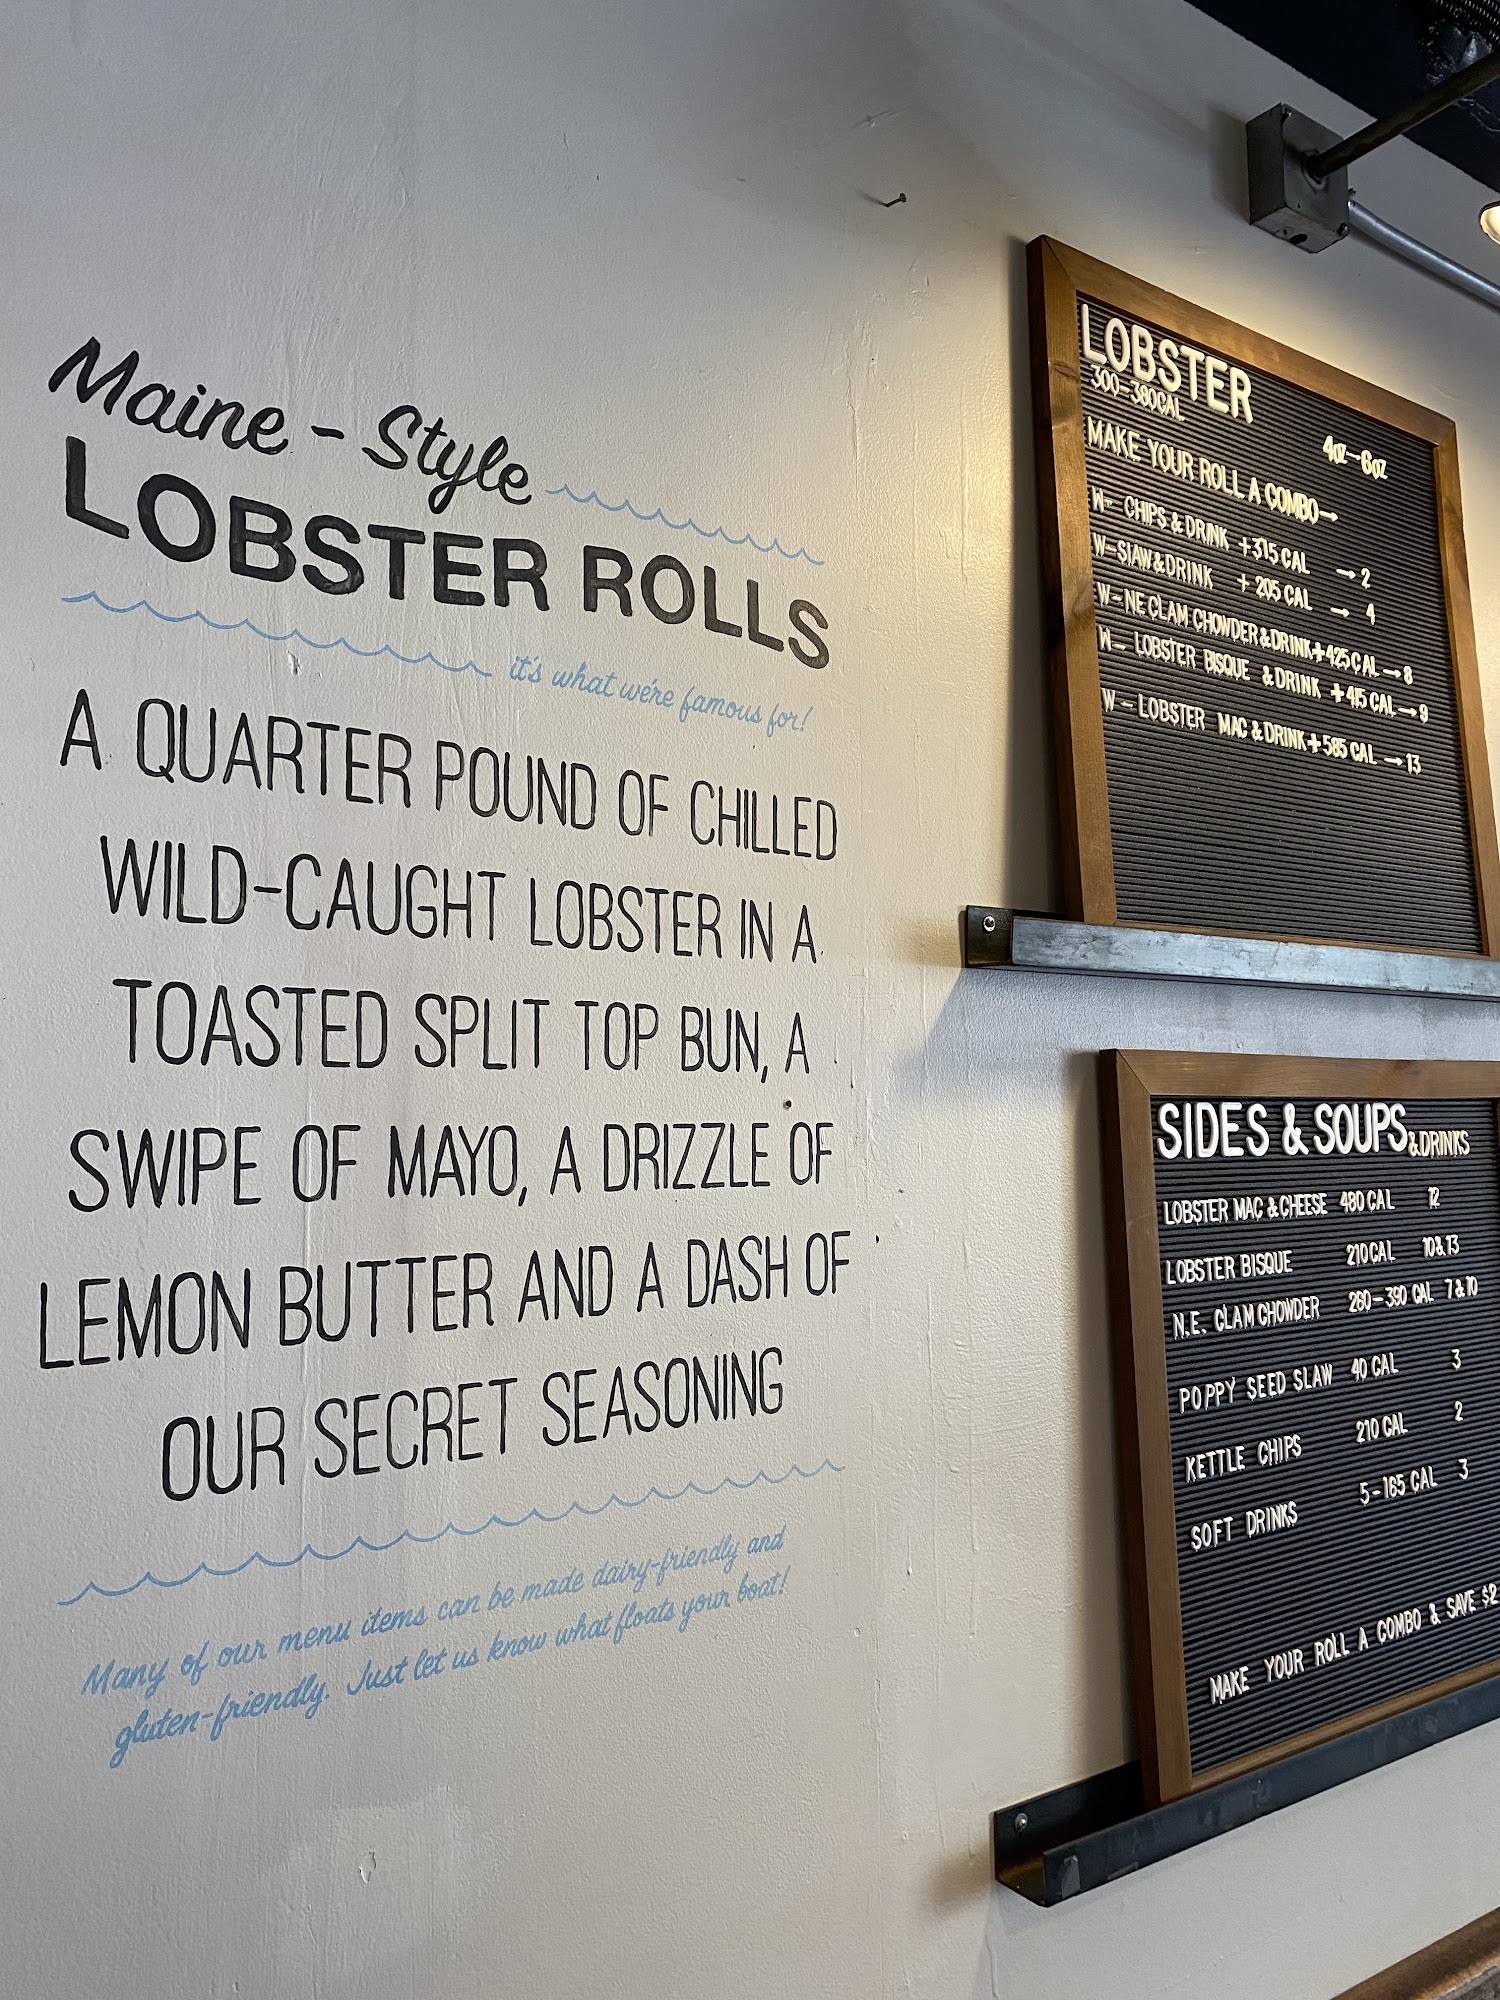 Maine - Style
LOBSTER ROLLS
it's what we're famous for!
A QUARTER POUND OF CHILLED
WILD-CAUGHT LOBSTER IN A
TOASTED SPLIT TOP BUN, A
SWIPE OF MAYO, A DRIZZLE OF
LEMON BUTTER AND A DASH OF
OUR SECRET SEASONING
Many of our menu items can be made dairy-friendly and
gluten-friendly. Just let us know what floats your boat!
LOBSTER
300-380CAL
4oz-6oz
MAKE YOUR ROLL A COMBO→
W- CHIPS & DRINK +375 CAL → 2
W-SLAW&DRINK + 205 CAL → 4
W-NE CLAM CHOWDER&DRINK+425CAL→8
W- LOBSTER BISQUE &DRINK +415 CAL→9
W-LOBSTER MAC & DRINK+585 CAL→13
SIDES & SOUPS &DRINKS
LOBSTER MAC & CHEESE 480 CAL 12
LOBSTER BISQUE 210CAL 10&13
N.E. CLAM CHOWDER 260-390 CAL 7&10
POPPY SEED SLAW 40 CAL 3
KETTLE CHIPS 210 CAL 2
SOFT DRINKS 5-165 CAL 3
MAKE YOUR ROLL A COMBO & SAVE $2